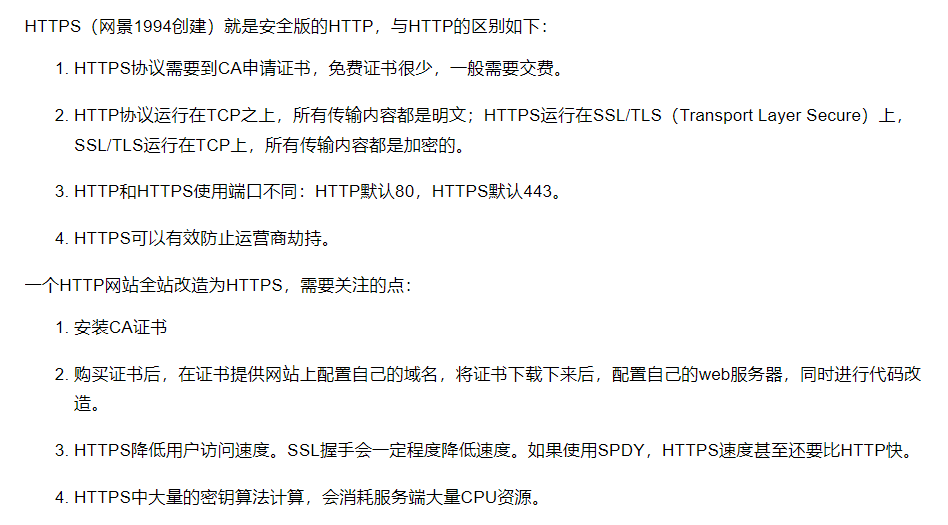 HTTPS（网景1994创建）就是安全版的HTTP，与HTTP的区别如下：
1. HTTPS协议需要到CA申请证书，免费证书很少，一般需要交费。
2. HTTP协议运行在TCP之上，所有传输内容都是明文；HTTPS运行在SSL/TLS（Transport Layer Secure）上，
SSL/TLS运行在TCP上，所有传输内容都是加密的。
3. HTTP和HTTPS使用端口不同：HTTP默认80，HTTPS默认443。
4. HTTPS可以有效防止运营商劫持。
一个HTTP网站全站改造为HTTPS，需要关注的点：
1. 安装CA证书
2. 购买证书后，在证书提供网站上配置自己的域名，将证书下载下来后，配置自己的web服务器，同时进行代码改
造。
3. HTTPS降低用户访问速度。SSL握手会一定程度降低速度。如果使用SPDY，HTTPS速度甚至还要比HTTP快。
4. HTTPS中大量的密钥算法计算，会消耗服务端大量CPU资源。